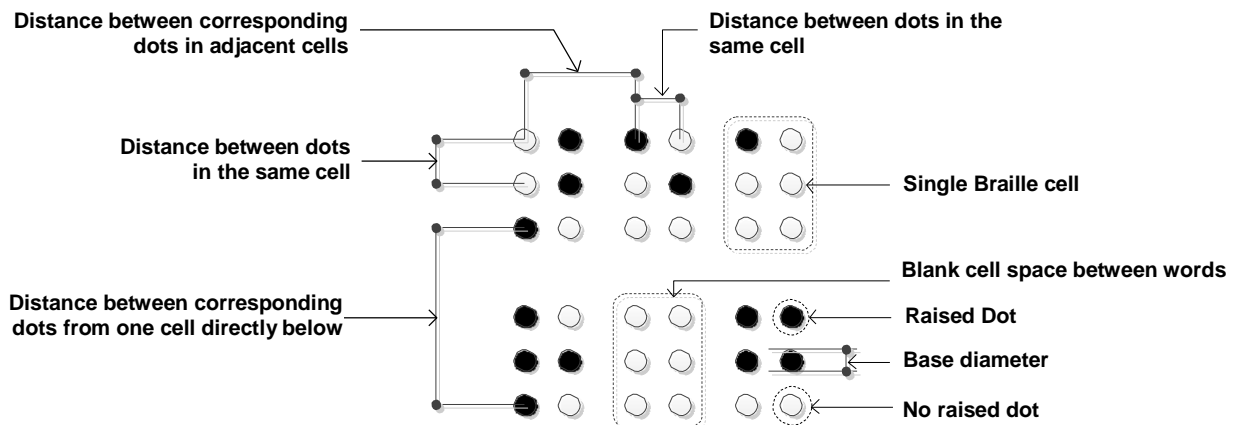 Distance between corresponding
dots in adjacent cells
Distance between dots in the
same cell
Distance between dots
in the same cell
Single Braille cell
Blank cell space between words
Distance between corresponding
dots from one cell directly below
Raised Dot
Base diameter
No raised dot